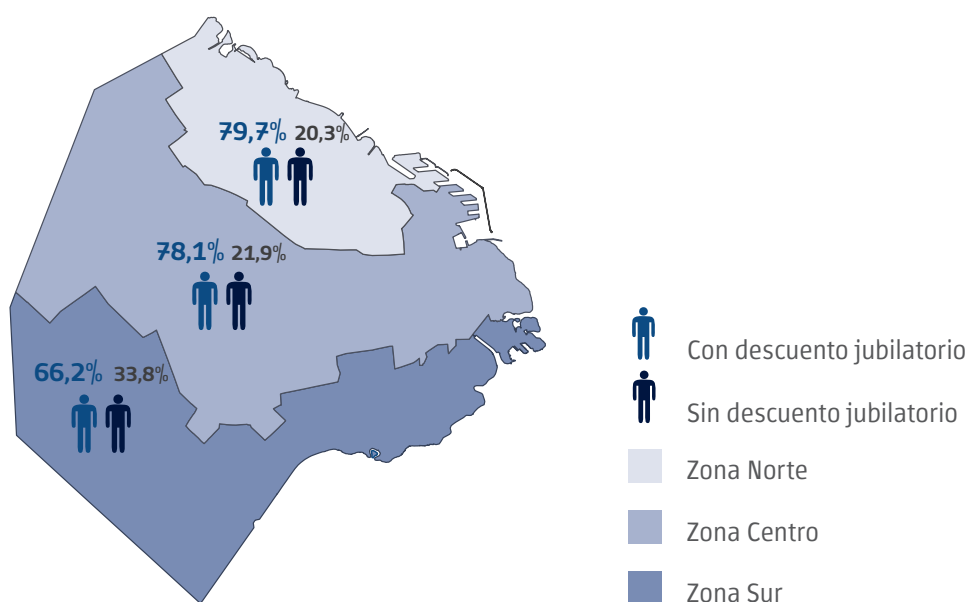 79,7% 20,3%
78,1% 21,9%
66,2% 33,8%
Con descuento jubilatorio
Sin descuento jubilatorio
Zona Norte
Zona Centro
Zona Sur